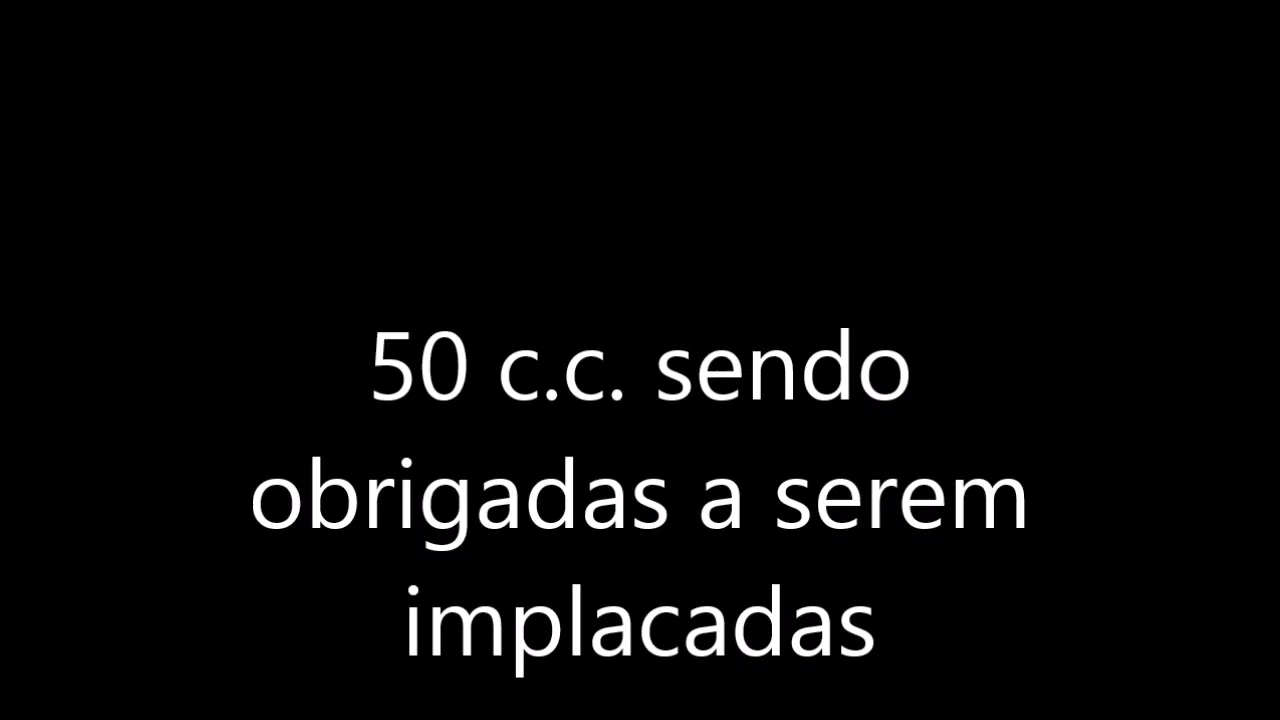 50 c.c. sendo
obrigadas a serem
implacadas